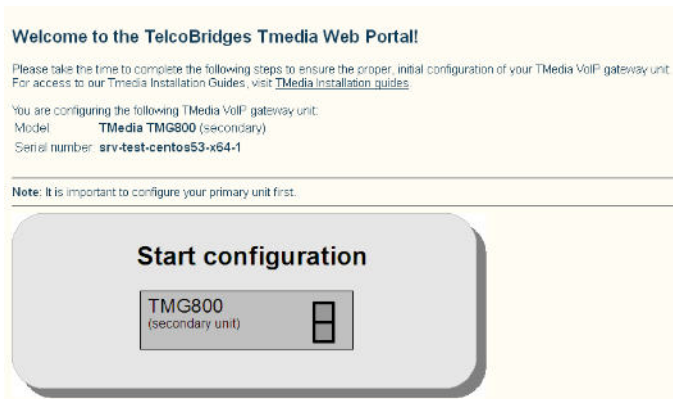 Welcome to the TelcoBridges Tmedia Web Portal!
Please take the time to complete the following steps to ensure the proper, initial configuration of your TMedia VoIP gateway unit
For access to our Tmedia Installation Guides, visit TMedia Installation guides
You are configuring the following TMedia VoIP gateway unit:
Model TMedia TMG800 (secondary)
Serial number srv-test-centos53-x64-1
Note: It is important to configure your primary unit first.
Start configuration
TMG800
(secondary unit)